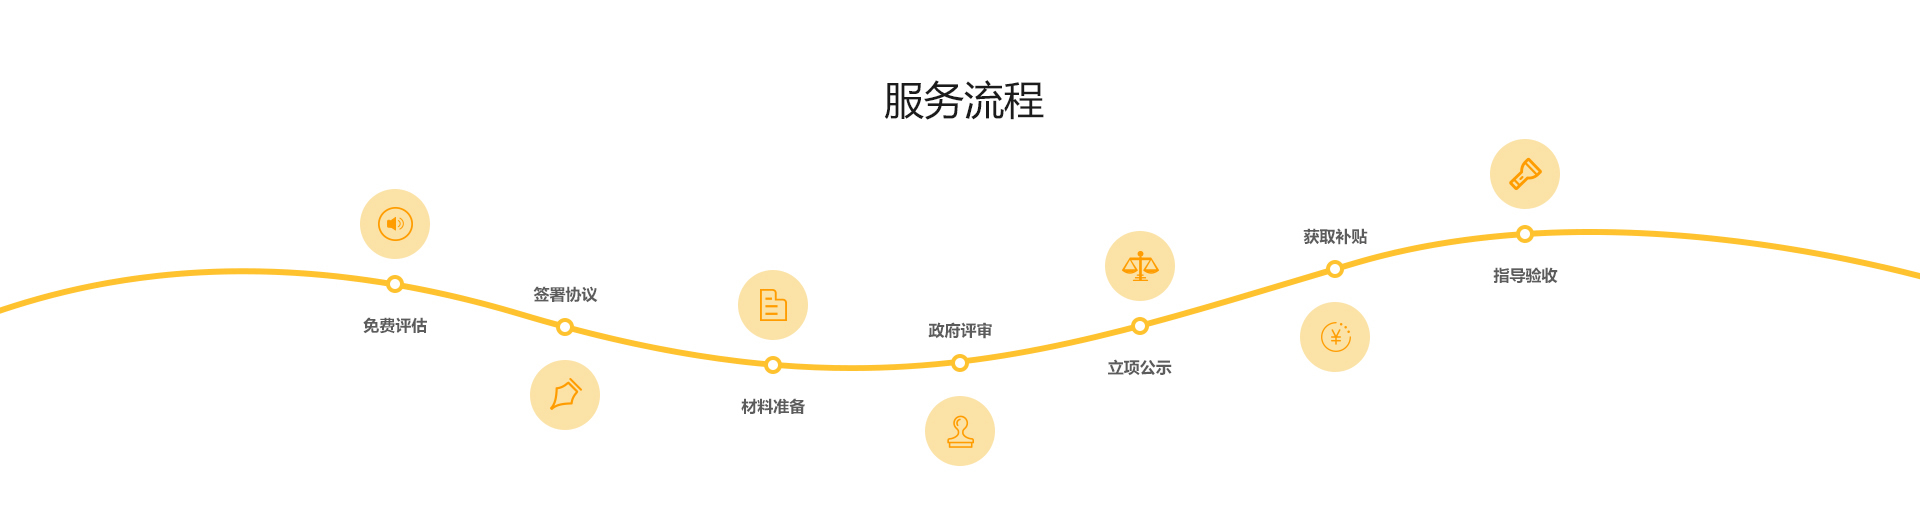 服务流程
免费评估
签署协议
材料准备
政府评审
立项公示
获取补贴
指导验收